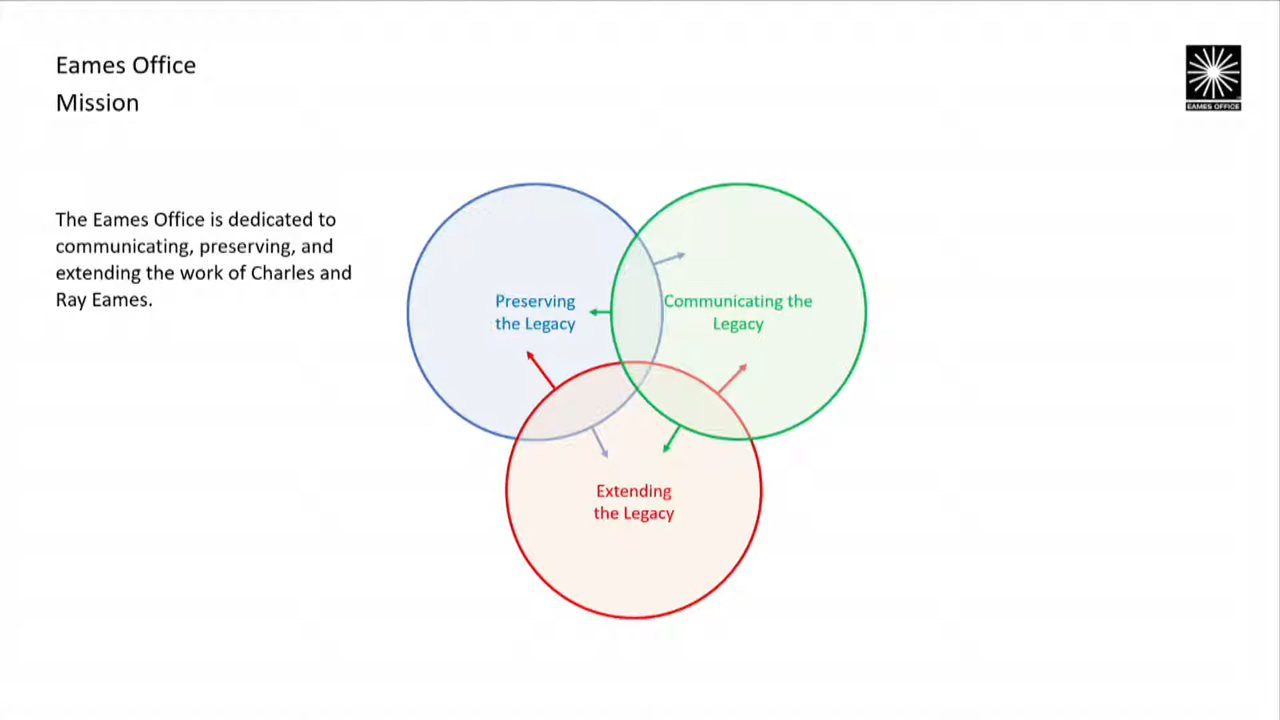 Eames Office
Mission
EAMES OFFICE
The Eames Office is dedicated to
communicating, preserving, and
extending the work of Charles and
Ray Eames.
Preserving
the Legacy
Communicating the
Legacy
Extending
the Legacy